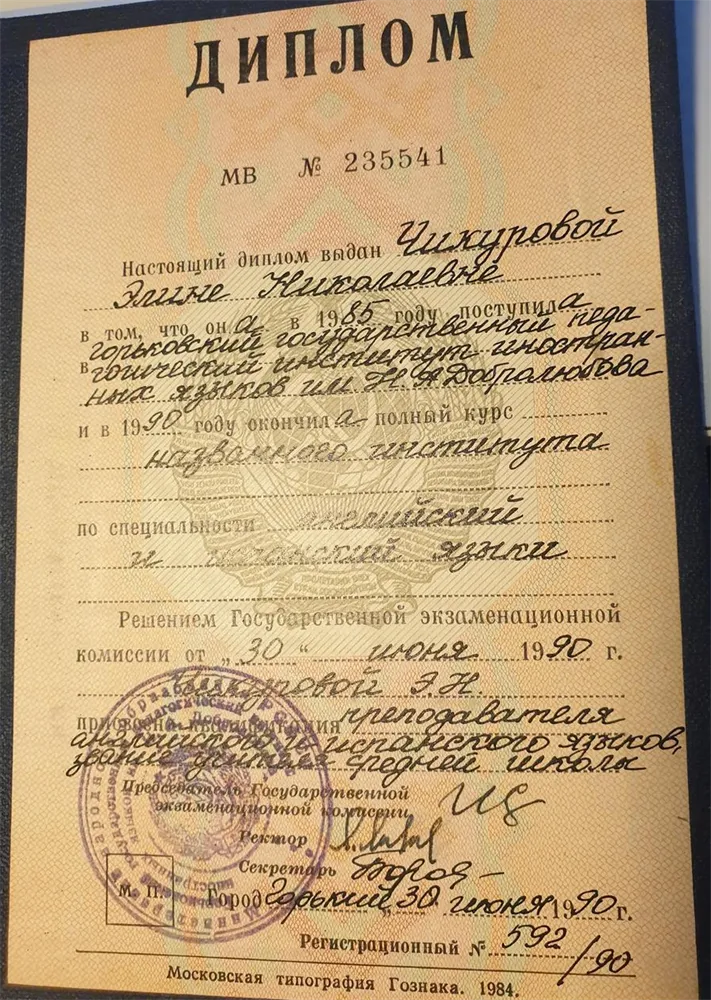 ДИПЛОМ
МВ № 235541
Настоящий диплом выдан Чикуровой
Элине Николаевне
в том, что она в 1985 году поступила
в горьковский государственный педа-
гогический институт иностран-
ных языков им Н. А Добролюбова
и в 1990 году окончила полный курс
названного института
по специальности английский
и испанский языки
Решением Государственной экзаменационной
комиссии от „30“ июня 1990 г.
Чикуровой Э.Н.
присвоена квалификация преподавателя
английского и испанского языков,
звание учителя средней школы
Председатель Государственной
экзаменационной комиссии
Ректор
Секретарь
М. П. Город Горький „30 июня 1990 г.
Регистрационный № 592/90
Московская типография Гознака. 1984.